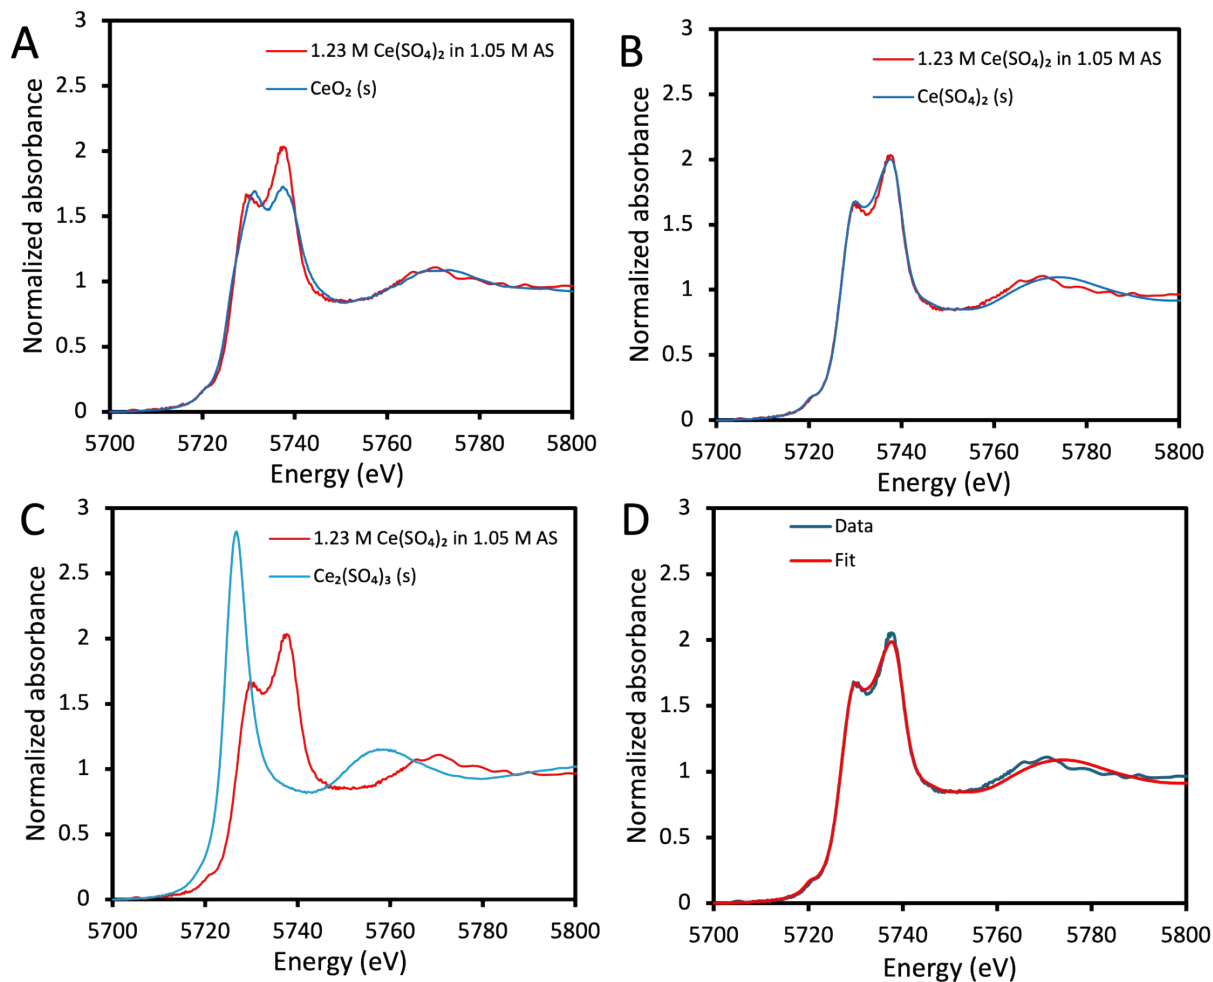 A
3
2.5
2
1.5
1
0.5
0
Normalized absorbance
1.23 M Ce(SO₄)₂ in 1.05 M AS
CeO₂ (s)
5700 5720 5740 5760 5780 5800
Energy (eV)
B
3
2.5
2
1.5
1
0.5
0
Normalized absorbance
1.23 M Ce(SO₄)₂ in 1.05 M AS
Ce(SO₄)₂ (s)
5700 5720 5740 5760 5780 5800
Energy (eV)
C
3
2.5
2
1.5
1
0.5
0
Normalized absorbance
1.23 M Ce(SO₄)₂ in 1.05 M AS
Ce₂(SO₄)₃ (s)
5700 5720 5740 5760 5780 5800
Energy (eV)
D
3
2.5
2
1.5
1
0.5
0
Normalized absorbance
Data
Fit
5700 5720 5740 5760 5780 5800
Energy (eV)